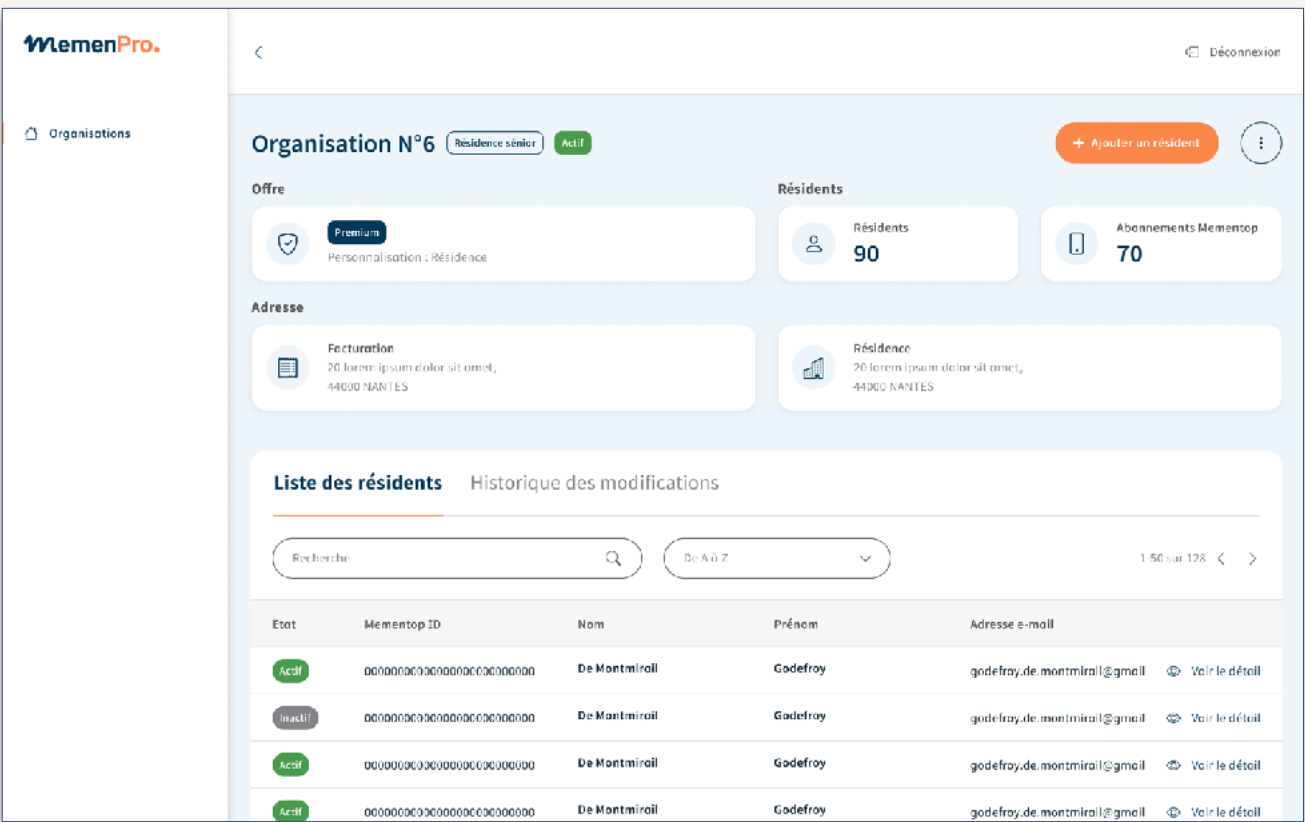 MemenPro.
Déconnexion
Organisations
Organisation N°6 Résidence sénior Actif
+ Ajouter un résident
Offre
Résidents
Premium
Personnalisation : Résidence
Résidents
90
Abonnements Mementop
70
Adresse
Facturation
20 lorem ipsum dolor sit amet,
44000 NANTES
Résidence
20 lorem ipsum dolor sit amet,
44000 NANTES
Liste des résidents Historique des modifications
Recherche De A à Z 1-50 sur 128
Etat Mementop ID Nom Prénom Adresse e-mail
Actif 0000000000000000000000000 De Montmirail Godefroy godefroy.de.montmirail@gmail Voir le détail
Inactif 0000000000000000000000000 De Montmirail Godefroy godefroy.de.montmirail@gmail Voir le détail
Actif 0000000000000000000000000 De Montmirail Godefroy godefroy.de.montmirail@gmail Voir le détail
Actif 0000000000000000000000000 De Montmirail Godefroy godefroy.de.montmirail@gmail Voir le détail